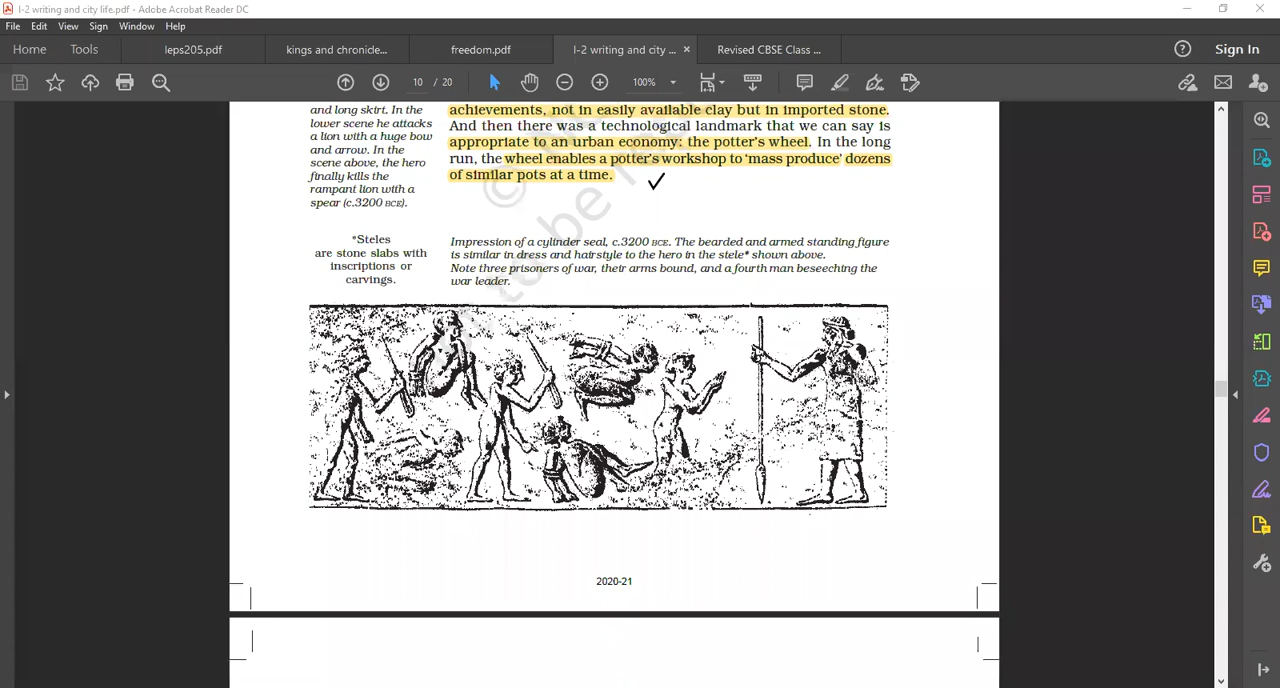 I-2 writing and city life.pdf - Adobe Acrobat Reader DC
File Edit View Sign Window Help
Home Tools leps205.pdf kings and chronicle... freedom.pdf I-2 writing and city ... × Revised CBSE Class ... Sign In
10 / 20 100%
and long skirt. In the
lower scene he attacks
a lion with a huge bow
and arrow. In the
scene above, the hero
finally kills the
rampant lion with a
spear (c.3200 BCE).
achievements, not in easily available clay but in imported stone.
And then there was a technological landmark that we can say is
appropriate to an urban economy: the potter's wheel. In the long
run, the wheel enables a potter's workshop to 'mass produce' dozens
of similar pots at a time.
*Steles
are stone slabs with
inscriptions or
carvings.
Impression of a cylinder seal, c.3200 BCE. The bearded and armed standing figure
is similar in dress and hairstyle to the hero in the stele* shown above.
Note three prisoners of war, their arms bound, and a fourth man beseeching the
war leader.
2020-21